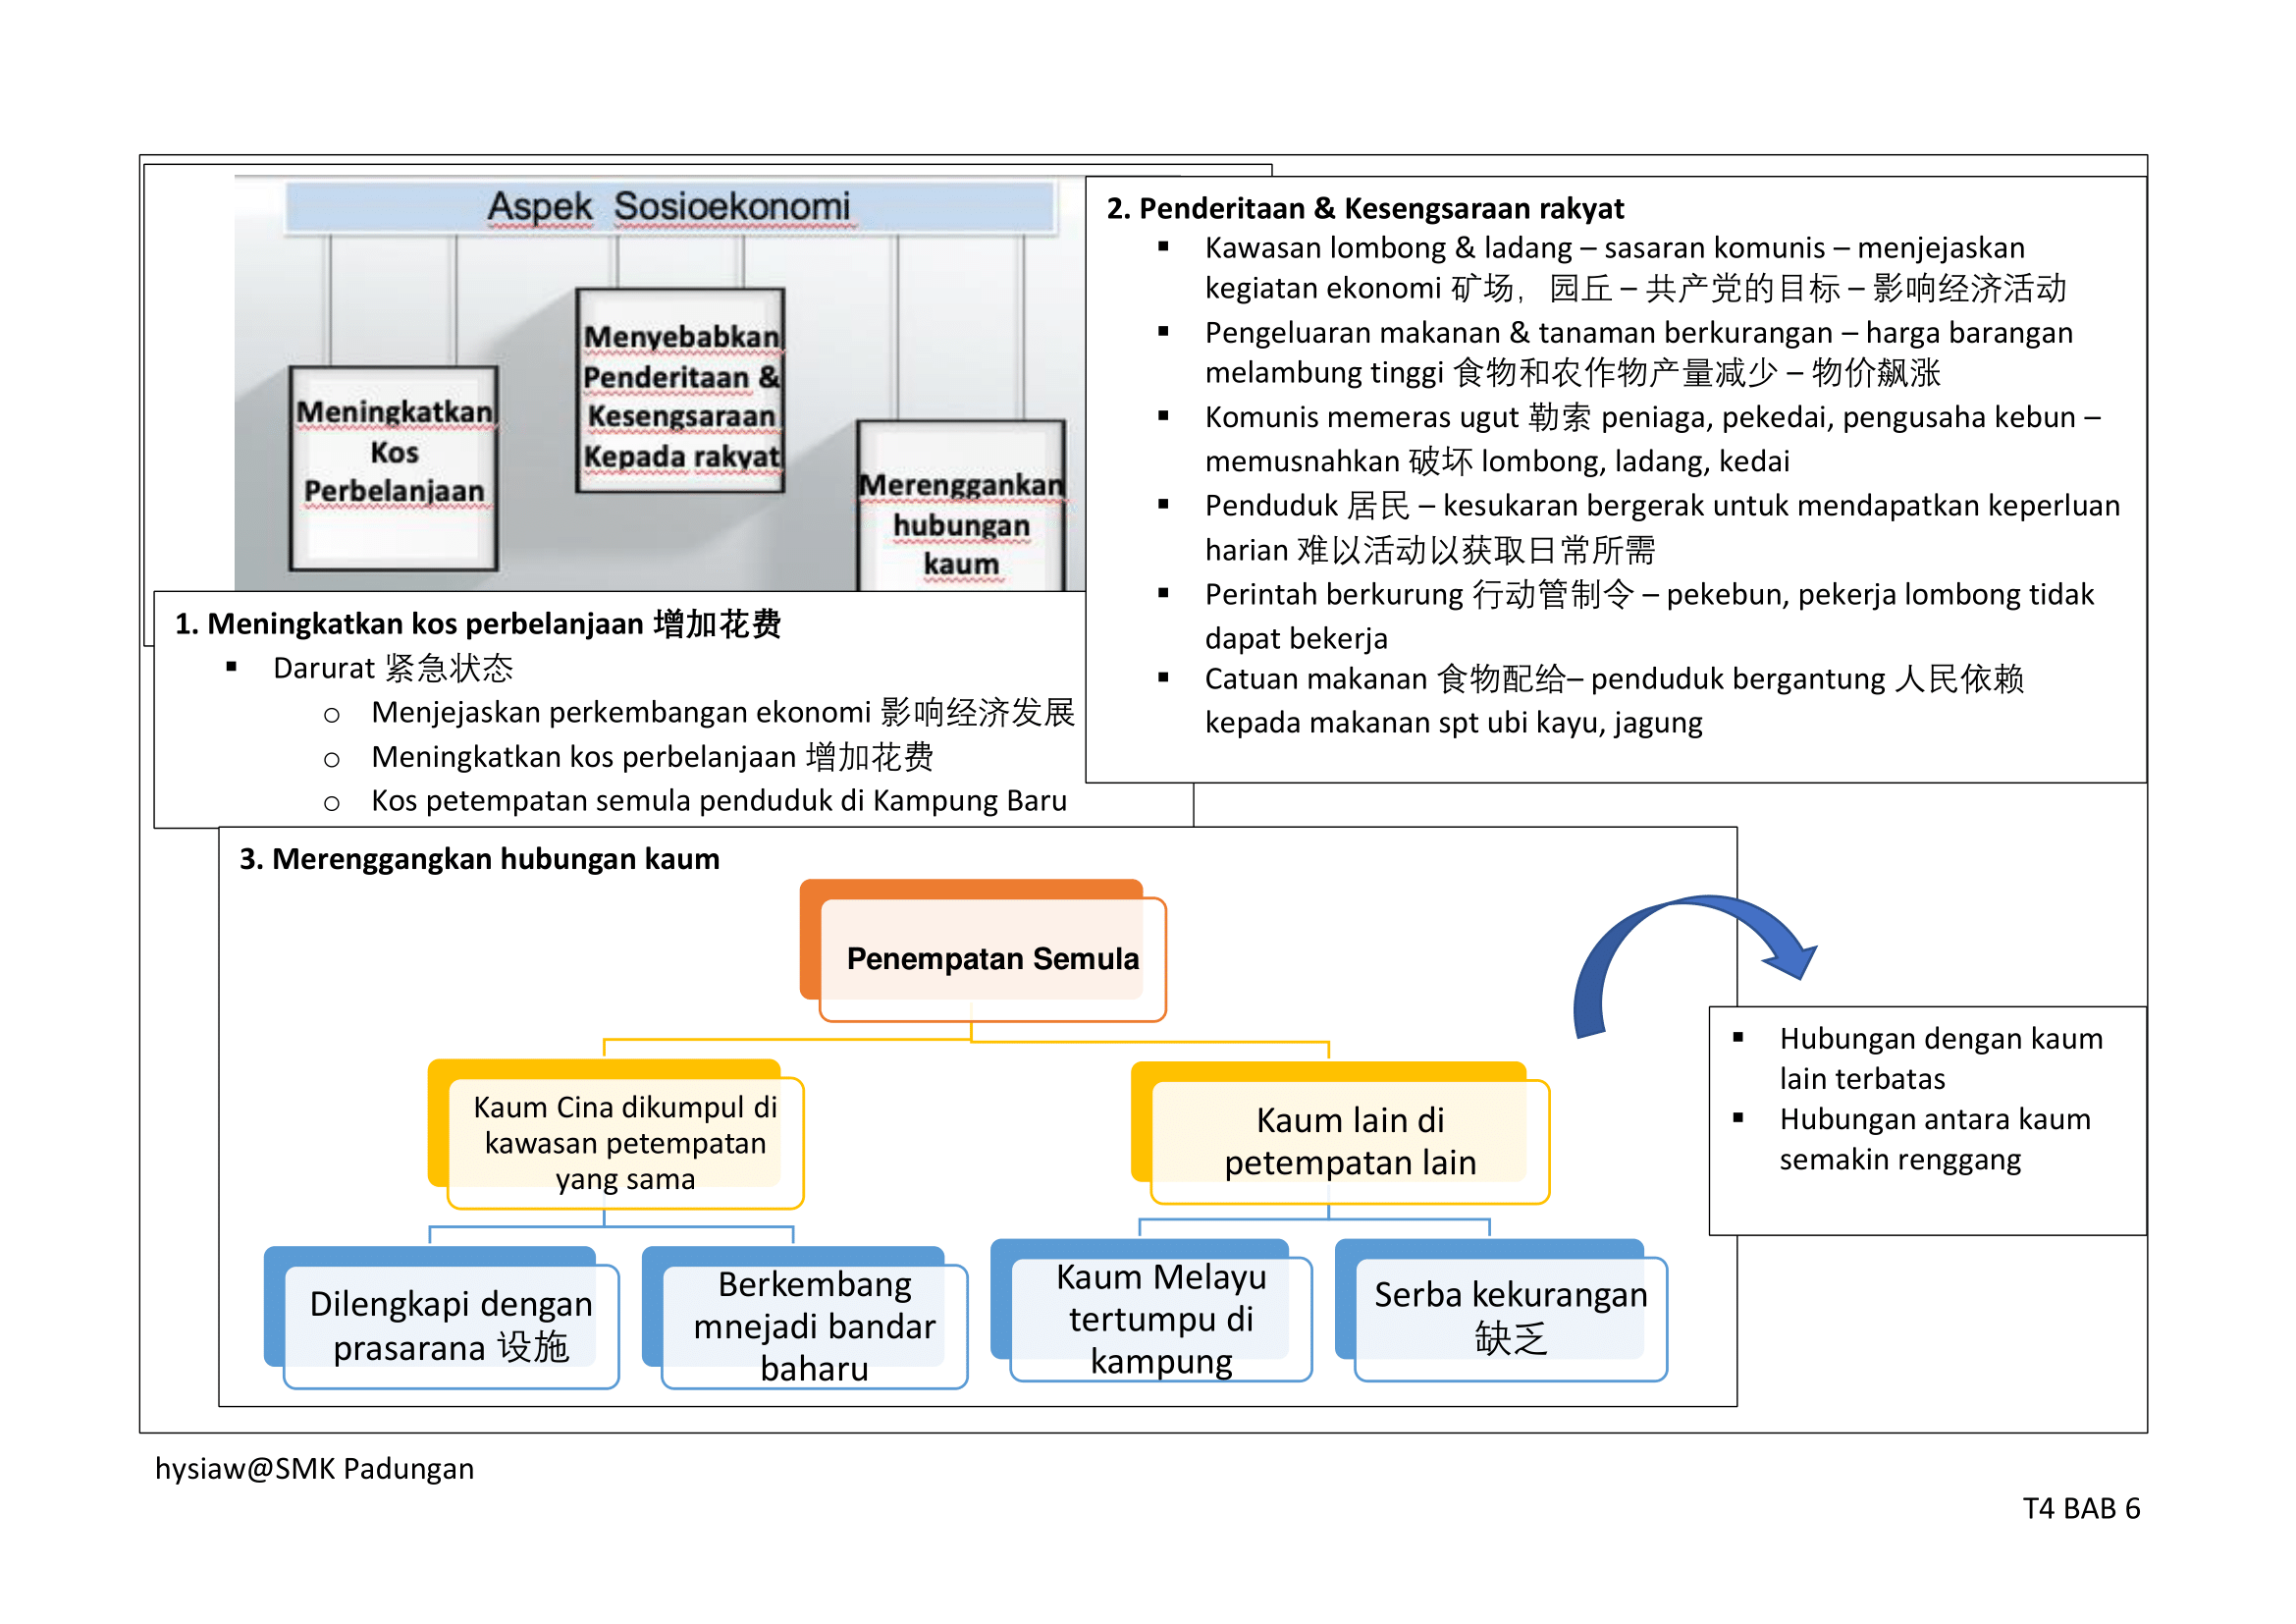 Aspek Sosioekonomi
Meningkatkan
Kos
Perbelanjaan
Menyebabkan
Penderitaan &
Kesengsaraan
Kepada rakyat
Merenggankan
hubungan
kaum
1. Meningkatkan kos perbelanjaan 增加花费
▪ Darurat 紧急状态
o Menjejaskan perkembangan ekonomi 影响经济发展
o Meningkatkan kos perbelanjaan 增加花费
o Kos petempatan semula penduduk di Kampung Baru
2. Penderitaan & Kesengsaraan rakyat
▪ Kawasan lombong & ladang – sasaran komunis – menjejaskan
kegiatan ekonomi 矿场，园丘 – 共产党的目标 – 影响经济活动
▪ Pengeluaran makanan & tanaman berkurangan – harga barangan
melambung tinggi 食物和农作物产量减少 – 物价飙涨
▪ Komunis memeras ugut 勒索 peniaga, pekedai, pengusaha kebun –
memusnahkan 破坏 lombong, ladang, kedai
▪ Penduduk 居民 – kesukaran bergerak untuk mendapatkan keperluan
harian 难以活动以获取日常所需
▪ Perintah berkurung 行动管制令 – pekebun, pekerja lombong tidak
dapat bekerja
▪ Catuan makanan 食物配给– penduduk bergantung 人民依赖
kepada makanan spt ubi kayu, jagung
3. Merenggangkan hubungan kaum
Penempatan Semula
Kaum Cina dikumpul di
kawasan petempatan
yang sama
Kaum lain di
petempatan lain
Dilengkapi dengan
prasarana 设施
Berkembang
mnejadi bandar
baharu
Kaum Melayu
tertumpu di
kampung
Serba kekurangan
缺乏
▪ Hubungan dengan kaum
lain terbatas
▪ Hubungan antara kaum
semakin renggang
hysiaw@SMK Padungan
T4 BAB 6